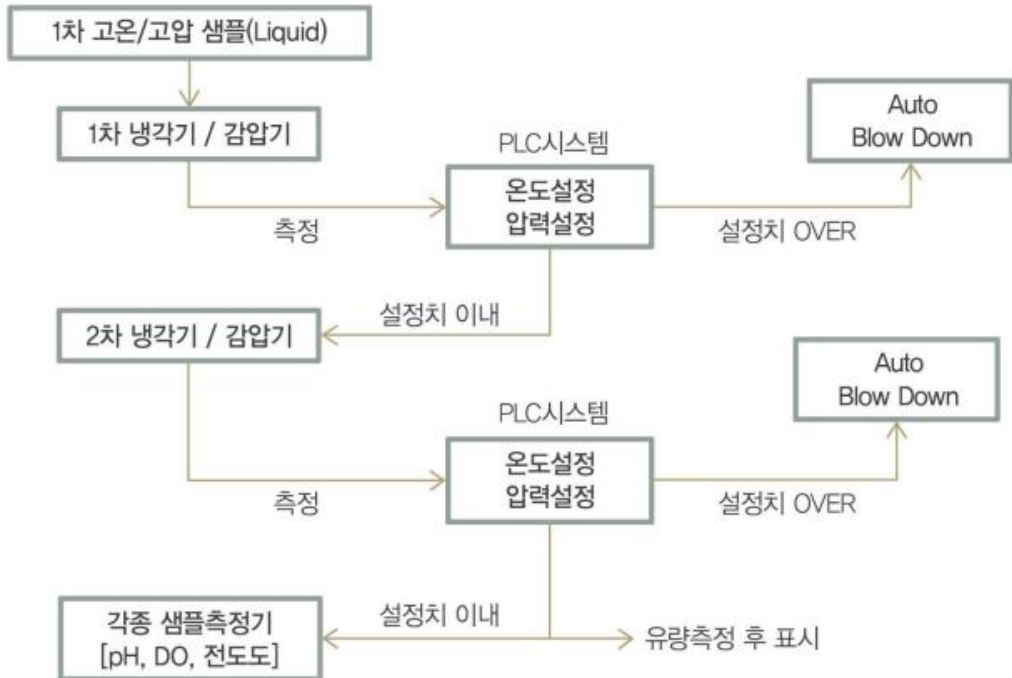 1차 고온/고압 샘플(Liquid)
1차 냉각기 / 감압기
PLC시스템
Auto
Blow Down
온도설정
압력설정
측정
설정치 OVER
설정치 이내
2차 냉각기 / 감압기
Auto
Blow Down
PLC시스템
온도설정
압력설정
측정
설정치 OVER
각종 샘플측정기
[pH, DO, 전도도]
설정치 이내
유량측정 후 표시